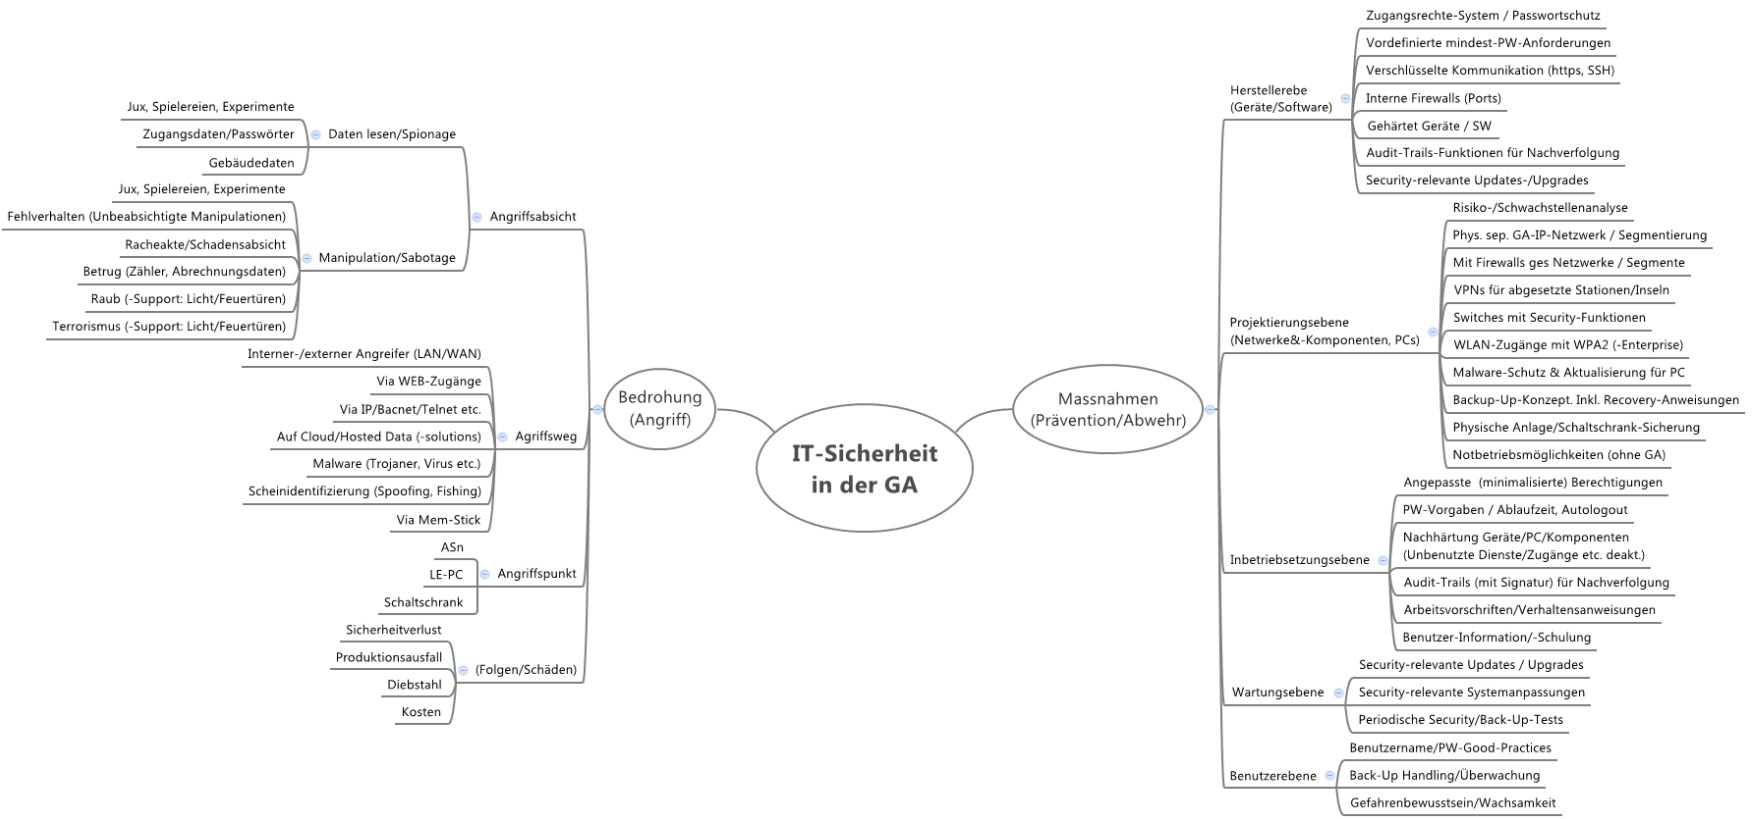 IT-Sicherheit
in der GA
Bedrohung
(Angriff)
Angriffsabsicht
Daten lesen/Spionage
Jux, Spielereien, Experimente
Zugangsdaten/Passwörter
Gebäudedaten
Manipulation/Sabotage
Jux, Spielereien, Experimente
Fehlverhalten (Unbeabsichtigte Manipulationen)
Racheakte/Schadensabsicht
Betrug (Zähler, Abrechnungsdaten)
Raub (-Support: Licht/Feuertüren)
Terrorismus (-Support: Licht/Feuertüren)
Agriffsweg
Interner-/externer Angreifer (LAN/WAN)
Via WEB-Zugänge
Via IP/Bacnet/Telnet etc.
Auf Cloud/Hosted Data (-solutions)
Malware (Trojaner, Virus etc.)
Scheinidentifizierung (Spoofing, Fishing)
Via Mem-Stick
Angriffspunkt
ASn
LE-PC
Schaltschrank
(Folgen/Schäden)
Sicherheitverlust
Produktionsausfall
Diebstahl
Kosten
Massnahmen
(Prävention/Abwehr)
Herstellerebe
(Geräte/Software)
Zugangsrechte-System / Passwortschutz
Vordefinierte mindest-PW-Anforderungen
Verschlüsselte Kommunikation (https, SSH)
Interne Firewalls (Ports)
Gehärtet Geräte / SW
Audit-Trails-Funktionen für Nachverfolgung
Security-relevante Updates-/Upgrades
Projektierungsebene
(Netwerke&-Komponenten, PCs)
Risiko-/Schwachstellenanalyse
Phys. sep. GA-IP-Netzwerk / Segmentierung
Mit Firewalls ges Netzwerke / Segmente
VPNs für abgesetzte Stationen/Inseln
Switches mit Security-Funktionen
WLAN-Zugänge mit WPA2 (-Enterprise)
Malware-Schutz & Aktualisierung für PC
Backup-Up-Konzept. Inkl. Recovery-Anweisungen
Physische Anlage/Schaltschrank-Sicherung
Notbetriebsmöglichkeiten (ohne GA)
Inbetriebsetzungsebene
Angepasste (minimalisierte) Berechtigungen
PW-Vorgaben / Ablaufzeit, Autologout
Nachhärtung Geräte/PC/Komponenten
(Unbenutzte Dienste/Zugänge etc. deakt.)
Audit-Trails (mit Signatur) für Nachverfolgung
Arbeitsvorschriften/Verhaltensanweisungen
Benutzer-Information/-Schulung
Wartungsebene
Security-relevante Updates / Upgrades
Security-relevante Systemanpassungen
Periodische Security/Back-Up-Tests
Benutzerebene
Benutzername/PW-Good-Practices
Back-Up Handling/Überwachung
Gefahrenbewusstsein/Wachsamkeit